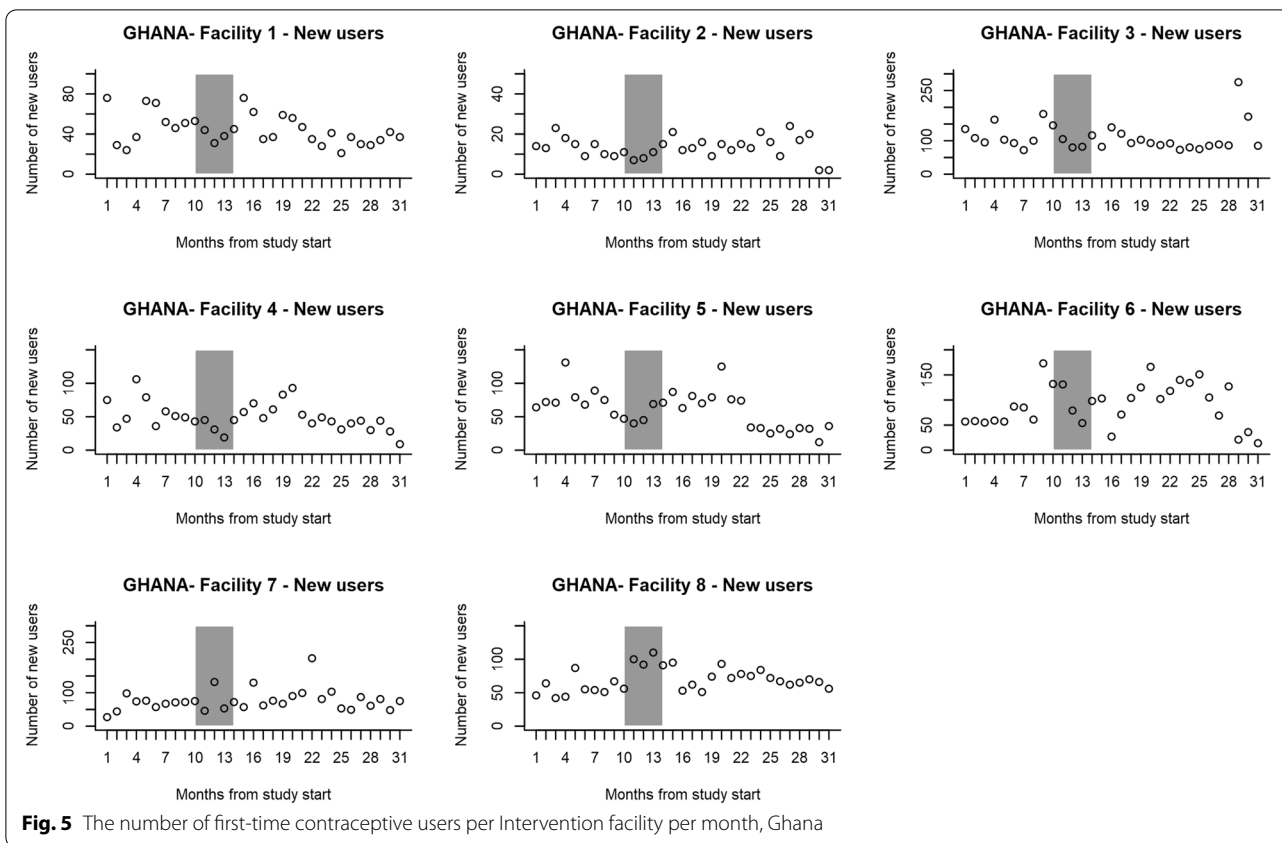 GHANA- Facility 1 - New users
Number of new users
0 40 80
1 4 7 10 13 16 19 22 25 28 31
Months from study start
GHANA- Facility 2 - New users
Number of new users
0 20 40
1 4 7 10 13 16 19 22 25 28 31
Months from study start
GHANA- Facility 3 - New users
Number of new users
0 100 250
1 4 7 10 13 16 19 22 25 28 31
Months from study start
GHANA- Facility 4 - New users
Number of new users
0 50 100
1 4 7 10 13 16 19 22 25 28 31
Months from study start
GHANA- Facility 5 - New users
Number of new users
0 50 100
1 4 7 10 13 16 19 22 25 28 31
Months from study start
GHANA- Facility 6 - New users
Number of new users
0 50 150
1 4 7 10 13 16 19 22 25 28 31
Months from study start
GHANA- Facility 7 - New users
Number of new users
0 100 250
1 4 7 10 13 16 19 22 25 28 31
Months from study start
GHANA- Facility 8 - New users
Number of new users
0 50 100
1 4 7 10 13 16 19 22 25 28 31
Months from study start
Fig. 5 The number of first-time contraceptive users per Intervention facility per month, Ghana